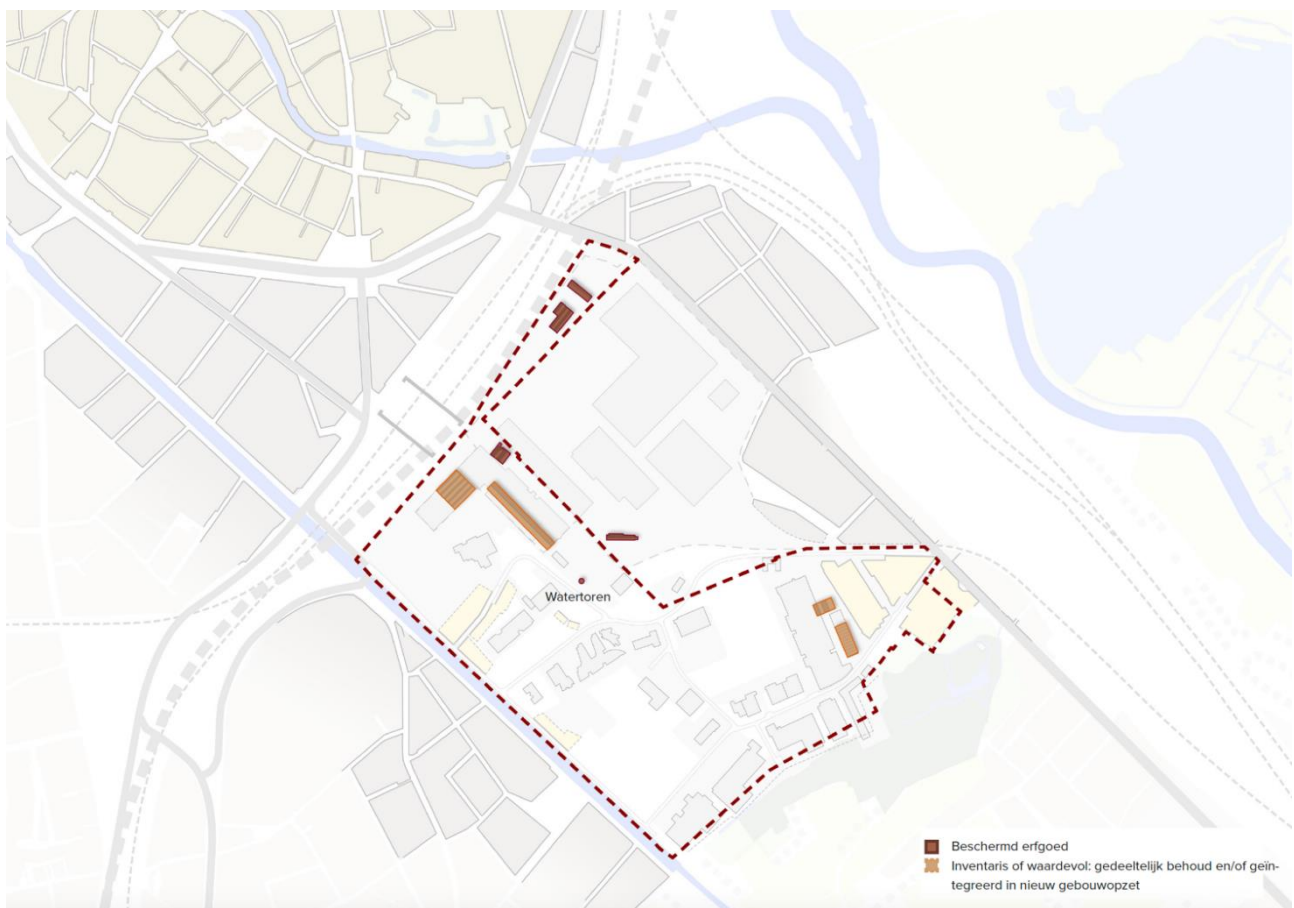 Watertoren
Beschermd erfgoed
Inventaris of waardevol: gedeeltelijk behoud en/of geïn-
tegreerd in nieuw gebouwopzet